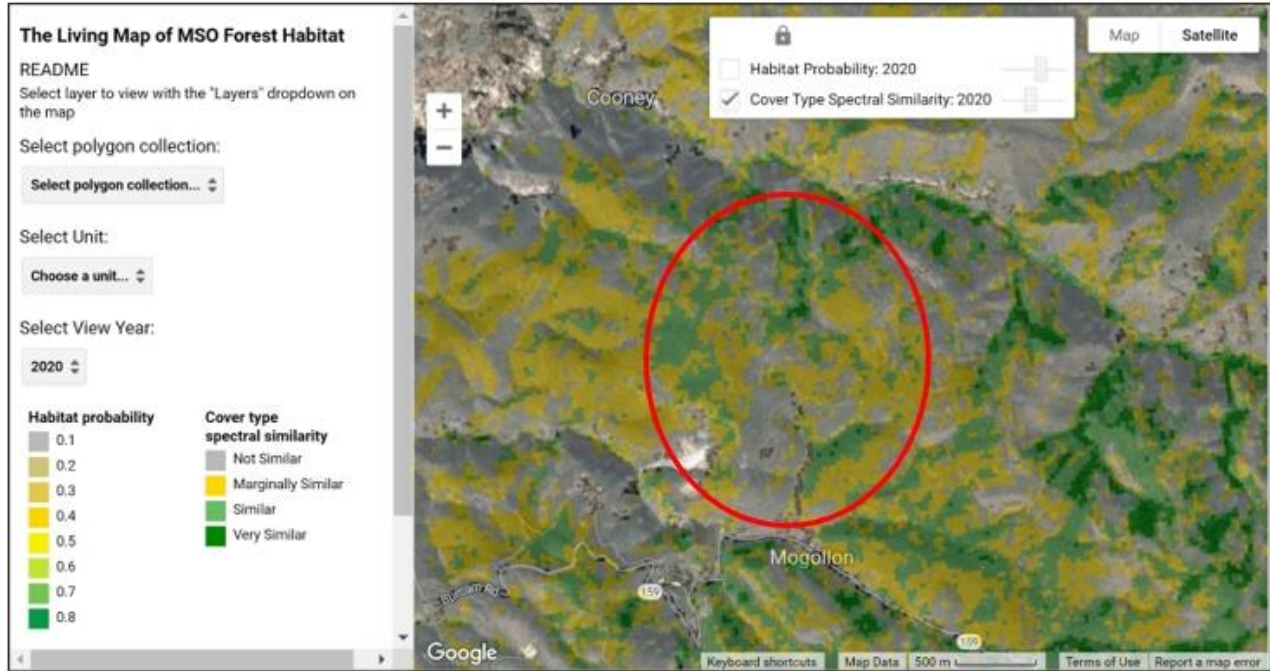 The Living Map of MSO Forest Habitat
README
Select layer to view with the "Layers" dropdown on
the map
Select polygon collection:
Select polygon collection...
Select Unit:
Choose a unit...
Select View Year:
2020
Habitat probability
0.1
0.2
0.3
0.4
0.5
0.6
0.7
0.8
Cover type
spectral similarity
Not Similar
Marginally Similar
Similar
Very Similar
+
−
Habitat Probability: 2020
Cover Type Spectral Similarity: 2020
Map
Satellite
Cooney
Mogollon
Bursum Rd
159
159
Google
Keyboard shortcuts
Map Data
500 m
Terms of Use
Report a map error